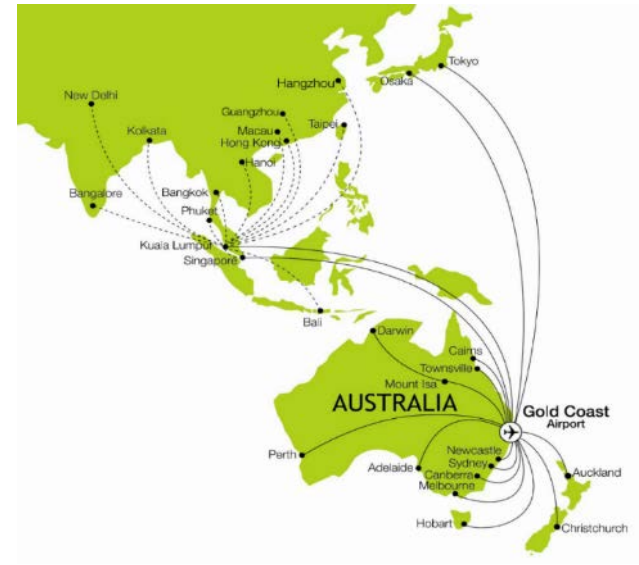 Tokyo
Osaka
Hangzhou
New Delhi
Guangzhou
Taipei
Macau
Kolkata
Hong Kong
Hanoi
Bangalore
Bangkok
Phuket
Kuala Lumpur
Singapore
Bali
Darwin
Cairns
Townsville
Mount Isa
AUSTRALIA
Gold Coast
Airport
Newcastle
Perth
Sydney
Adelaide
Canberra
Auckland
Melbourne
Hobart
Christchurch